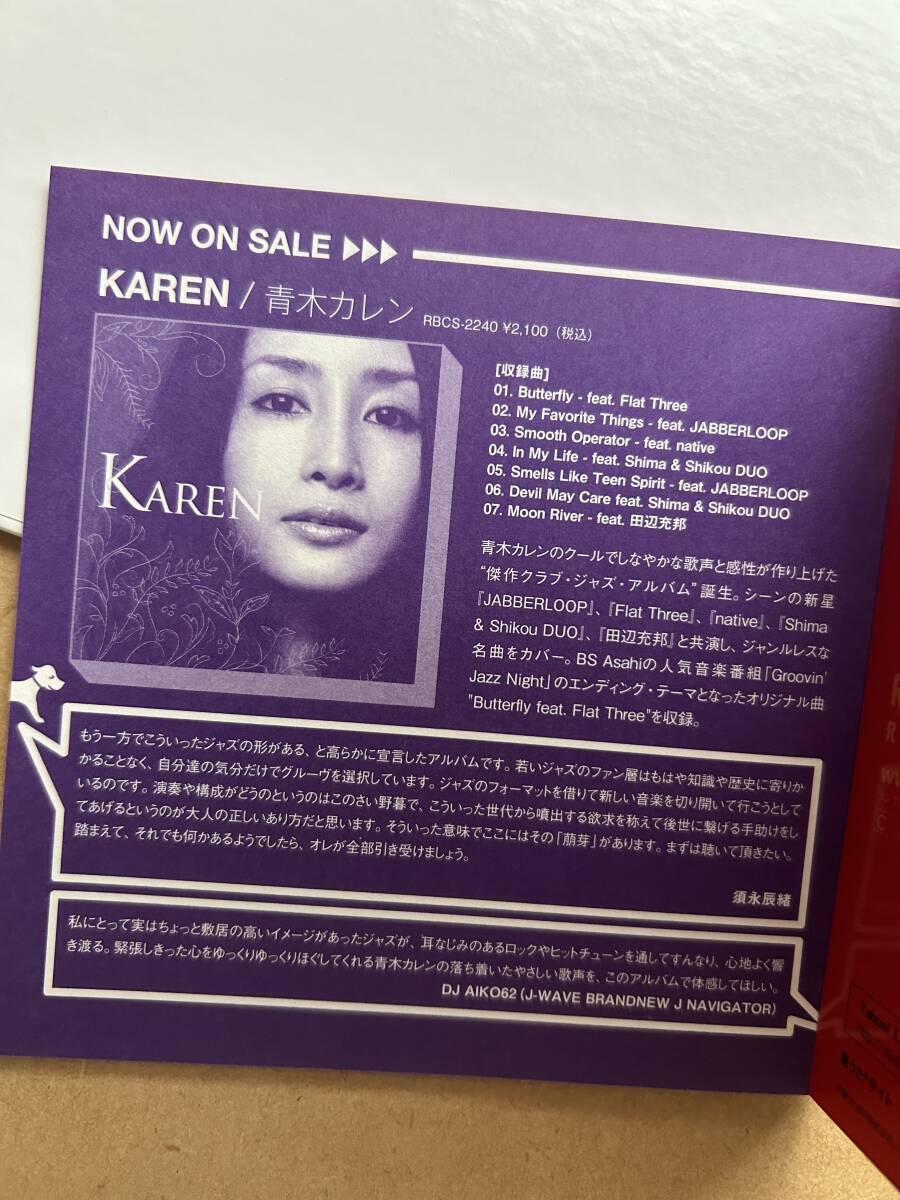 NOW ON SALE ▶▶▶
KAREN / 青木カレン RBCS-2240 ¥2,100（税込）
KAREN
[収録曲]
01. Butterfly - feat. Flat Three
02. My Favorite Things - feat. JABBERLOOP
03. Smooth Operator - feat. native
04. In My Life - feat. Shima & Shikou DUO
05. Smells Like Teen Spirit - feat. JABBERLOOP
06. Devil May Care feat. Shima & Shikou DUO
07. Moon River - feat. 田辺充邦
青木カレンのクールでしなやかな歌声と感性が作り上げた
“傑作クラブ・ジャズ・アルバム”誕生。シーンの新星
『JABBERLOOP』、『Flat Three』、『native』、『Shima
& Shikou DUO』、『田辺充邦』と共演し、ジャンルレスな
名曲をカバー。BS Asahiの人気音楽番組「Groovin'
Jazz Night」のエンディング・テーマとなったオリジナル曲
"Butterfly feat. Flat Three"を収録。
もう一方でこういったジャズの形がある、と高らかに宣言したアルバムです。若いジャズのファン層はもはや知識や歴史に寄りか
かることなく、自分達の気分だけでグルーヴを選択しています。ジャズのフォーマットを借りて新しい音楽を切り開いて行こうとして
いるのです。演奏や構成がどうのというのはこのさい野暮で、こういった世代から噴出する欲求を称えて後世に繋げる手助けをし
てあげるというのが大人の正しいあり方だと思います。そういった意味でここにはその「萌芽」があります。まずは聴いて頂きたい。
踏まえて、それでも何かあるようでしたら、オレが全部引き受けましょう。
須永辰緒
私にとって実はちょっと敷居の高いイメージがあったジャズが、耳なじみのあるロックやヒットチューンを通してすんなり、心地よく響
き渡る。緊張しきった心をゆっくりゆっくりほぐしてくれる青木カレンの落ち着いたやさしい歌声を、このアルバムで体感してほしい。
DJ AIKO62 (J-WAVE BRANDNEW J NAVIGATOR)
Yahoo!
着うた®サイト